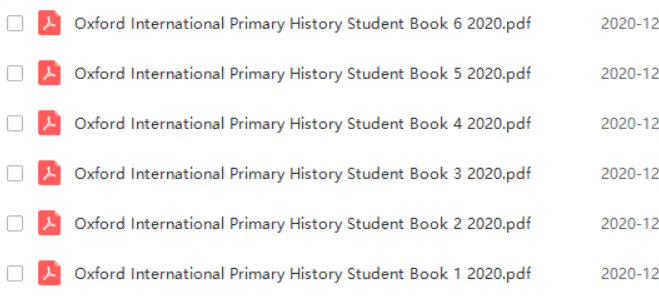 Oxford International Primary History Student Book 6 2020.pdf 2020-12
Oxford International Primary History Student Book 5 2020.pdf 2020-12
Oxford International Primary History Student Book 4 2020.pdf 2020-12
Oxford International Primary History Student Book 3 2020.pdf 2020-12
Oxford International Primary History Student Book 2 2020.pdf 2020-12
Oxford International Primary History Student Book 1 2020.pdf 2020-12